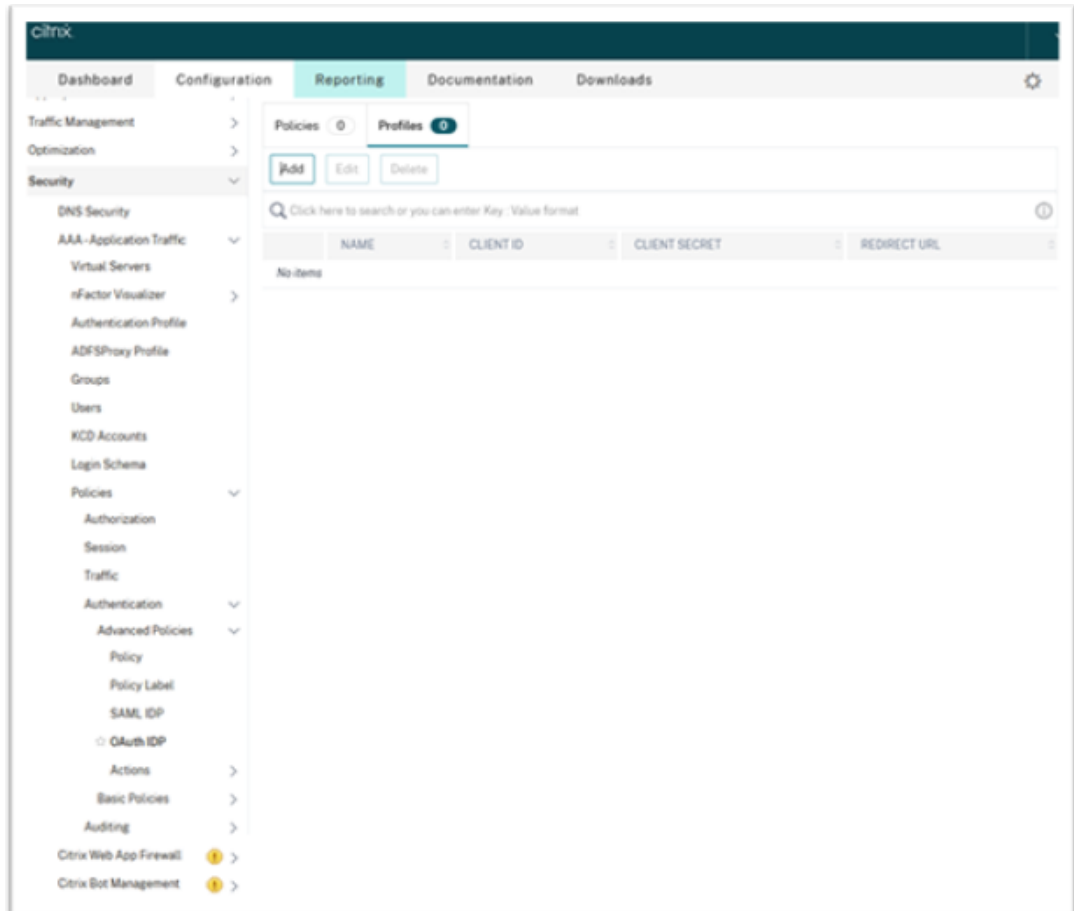 citrix
Dashboard Configuration Reporting Documentation Downloads
Traffic Management
Optimization
Security
DNS Security
AAA - Application Traffic
Virtual Servers
nFactor Visualizer
Authentication Profile
ADFSProxy Profile
Groups
Users
KCD Accounts
Login Schema
Policies
Authorization
Session
Traffic
Authentication
Advanced Policies
Policy
Policy Label
SAML IDP
OAuth IDP
Actions
Basic Policies
Auditing
Citrix Web App Firewall
Citrix Bot Management
Policies 0 Profiles 0
Add Edit Delete
Click here to search or you can enter Key : Value format
NAME CLIENT ID CLIENT SECRET REDIRECT URL
No items